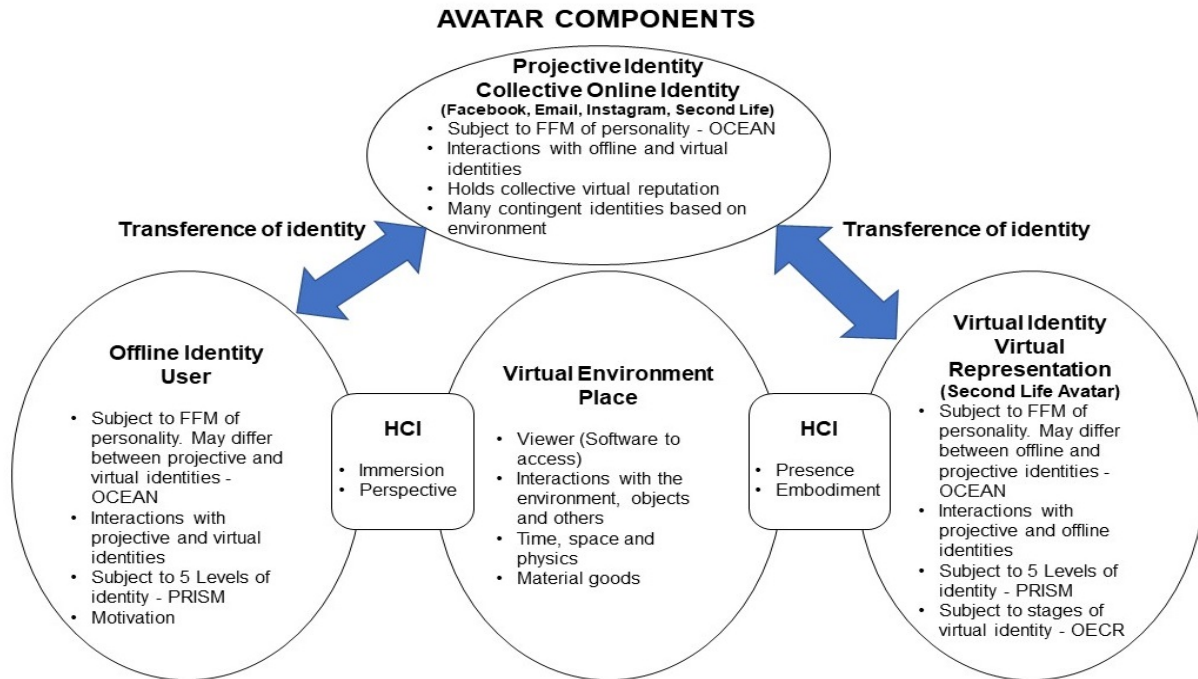 AVATAR COMPONENTS
Projective Identity
Collective Online Identity
(Facebook, Email, Instagram, Second Life)
• Subject to FFM of personality - OCEAN
• Interactions with offline and virtual
identities
• Holds collective virtual reputation
• Many contingent identities based on
environment
Transference of identity
Transference of identity
Offline Identity
User
• Subject to FFM of
personality. May differ
between projective and
virtual identities -
OCEAN
• Interactions with
projective and virtual
identities
• Subject to 5 Levels of
identity - PRISM
• Motivation
HCI
• Immersion
• Perspective
Virtual Environment
Place
• Viewer (Software to
access)
• Interactions with the
environment, objects
and others
• Time, space and
physics
• Material goods
HCI
• Presence
• Embodiment
Virtual Identity
Virtual
Representation
(Second Life Avatar)
• Subject to FFM of
personality. May differ
between offline and
projective identities -
OCEAN
• Interactions with
projective and offline
identities
• Subject to 5 Levels of
identity - PRISM
• Subject to stages of
virtual identity - OECR